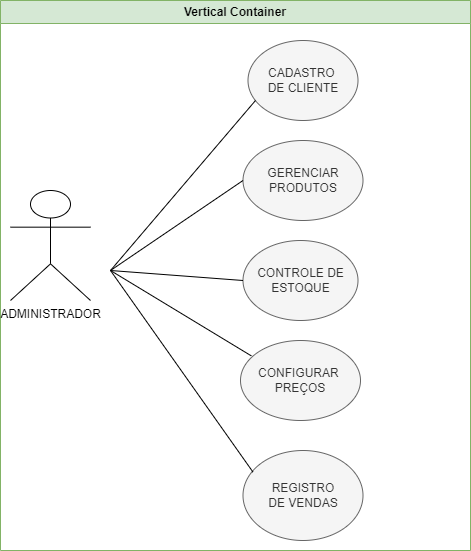 Vertical Container
CADASTRO
DE CLIENTE
GERENCIAR
PRODUTOS
CONTROLE DE
ESTOQUE
ADMINISTRADOR
CONFIGURAR
PREÇOS
REGISTRO
DE VENDAS